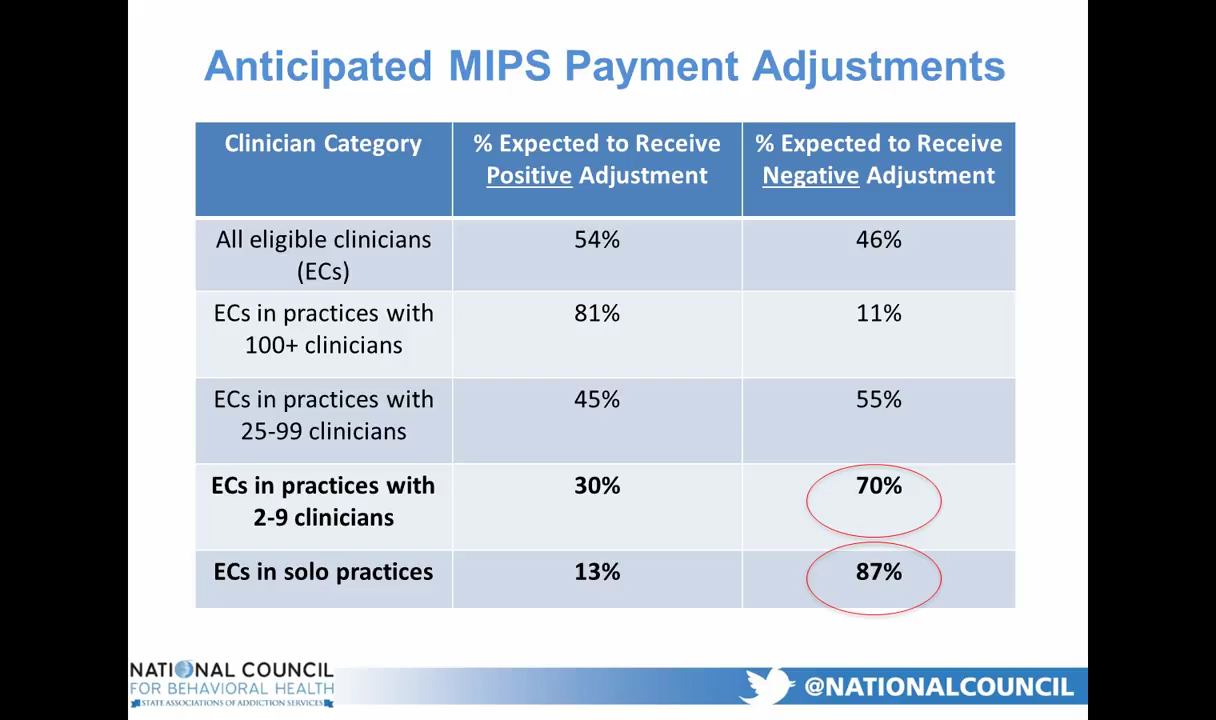 Anticipated MIPS Payment Adjustments
Clinician Category
% Expected to Receive
Positive Adjustment
% Expected to Receive
Negative Adjustment
All eligible clinicians
(ECs)
54%
46%
ECs in practices with
100+ clinicians
81%
11%
ECs in practices with
25-99 clinicians
45%
55%
ECs in practices with
2-9 clinicians
30%
70%
ECs in solo practices
13%
87%
NATIONAL COUNCIL
FOR BEHAVIORAL HEALTH
STATE ASSOCIATIONS OF ADDICTION SERVICES
@NATIONALCOUNCIL